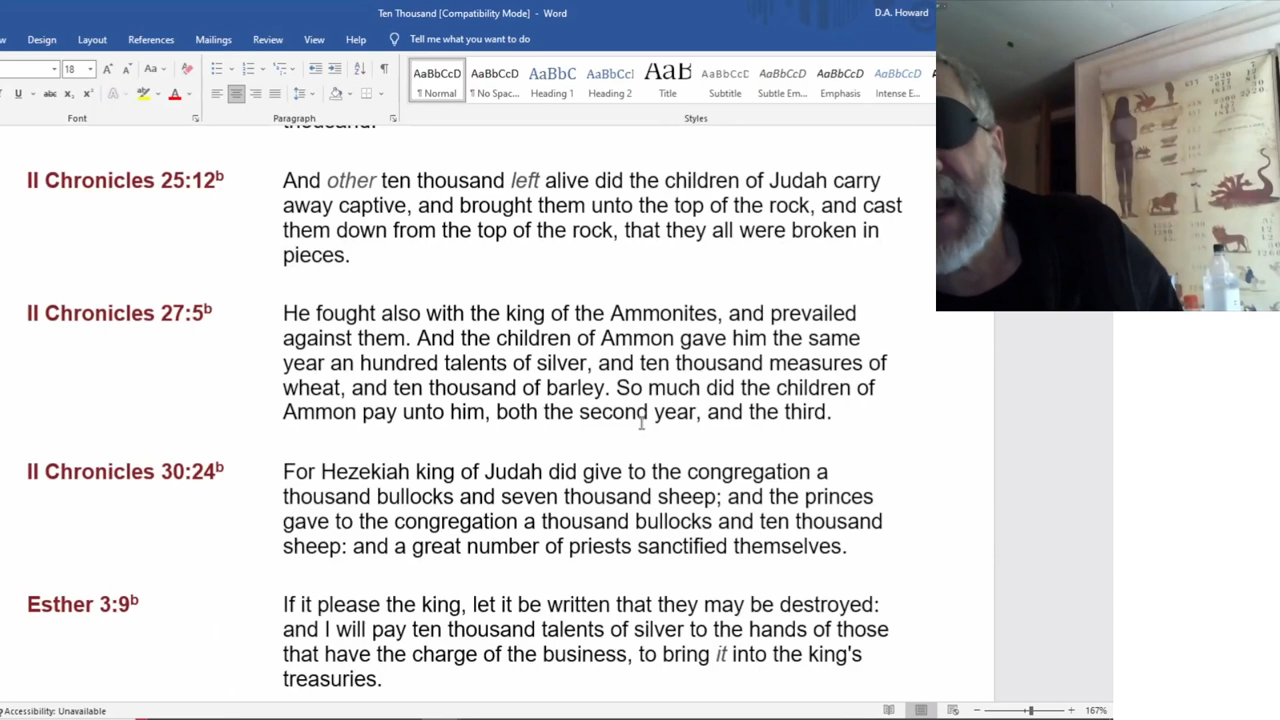 Ten Thousand [Compatibility Mode] - Word
D.A. Howard
Design Layout References Mailings Review View Help Tell me what you want to do
18 Aa
AaBbCcD AaBbCcD AaBbC AaBbCcI AaB AaBbCcD AaBbCcD AaBbCcD AaBbCcD
¶ Normal ¶ No Spac... Heading 1 Heading 2 Title Subtitle Subtle Em... Emphasis Intense E...
Font Paragraph Styles
thousand.
II Chronicles 25:12ᵇ And other ten thousand left alive did the children of Judah carry
away captive, and brought them unto the top of the rock, and cast
them down from the top of the rock, that they all were broken in
pieces.
II Chronicles 27:5ᵇ He fought also with the king of the Ammonites, and prevailed
against them. And the children of Ammon gave him the same
year an hundred talents of silver, and ten thousand measures of
wheat, and ten thousand of barley. So much did the children of
Ammon pay unto him, both the second year, and the third.
II Chronicles 30:24ᵇ For Hezekiah king of Judah did give to the congregation a
thousand bullocks and seven thousand sheep; and the princes
gave to the congregation a thousand bullocks and ten thousand
sheep: and a great number of priests sanctified themselves.
Esther 3:9ᵇ If it please the king, let it be written that they may be destroyed:
and I will pay ten thousand talents of silver to the hands of those
that have the charge of the business, to bring it into the king's
treasuries.
Accessibility: Unavailable
167%